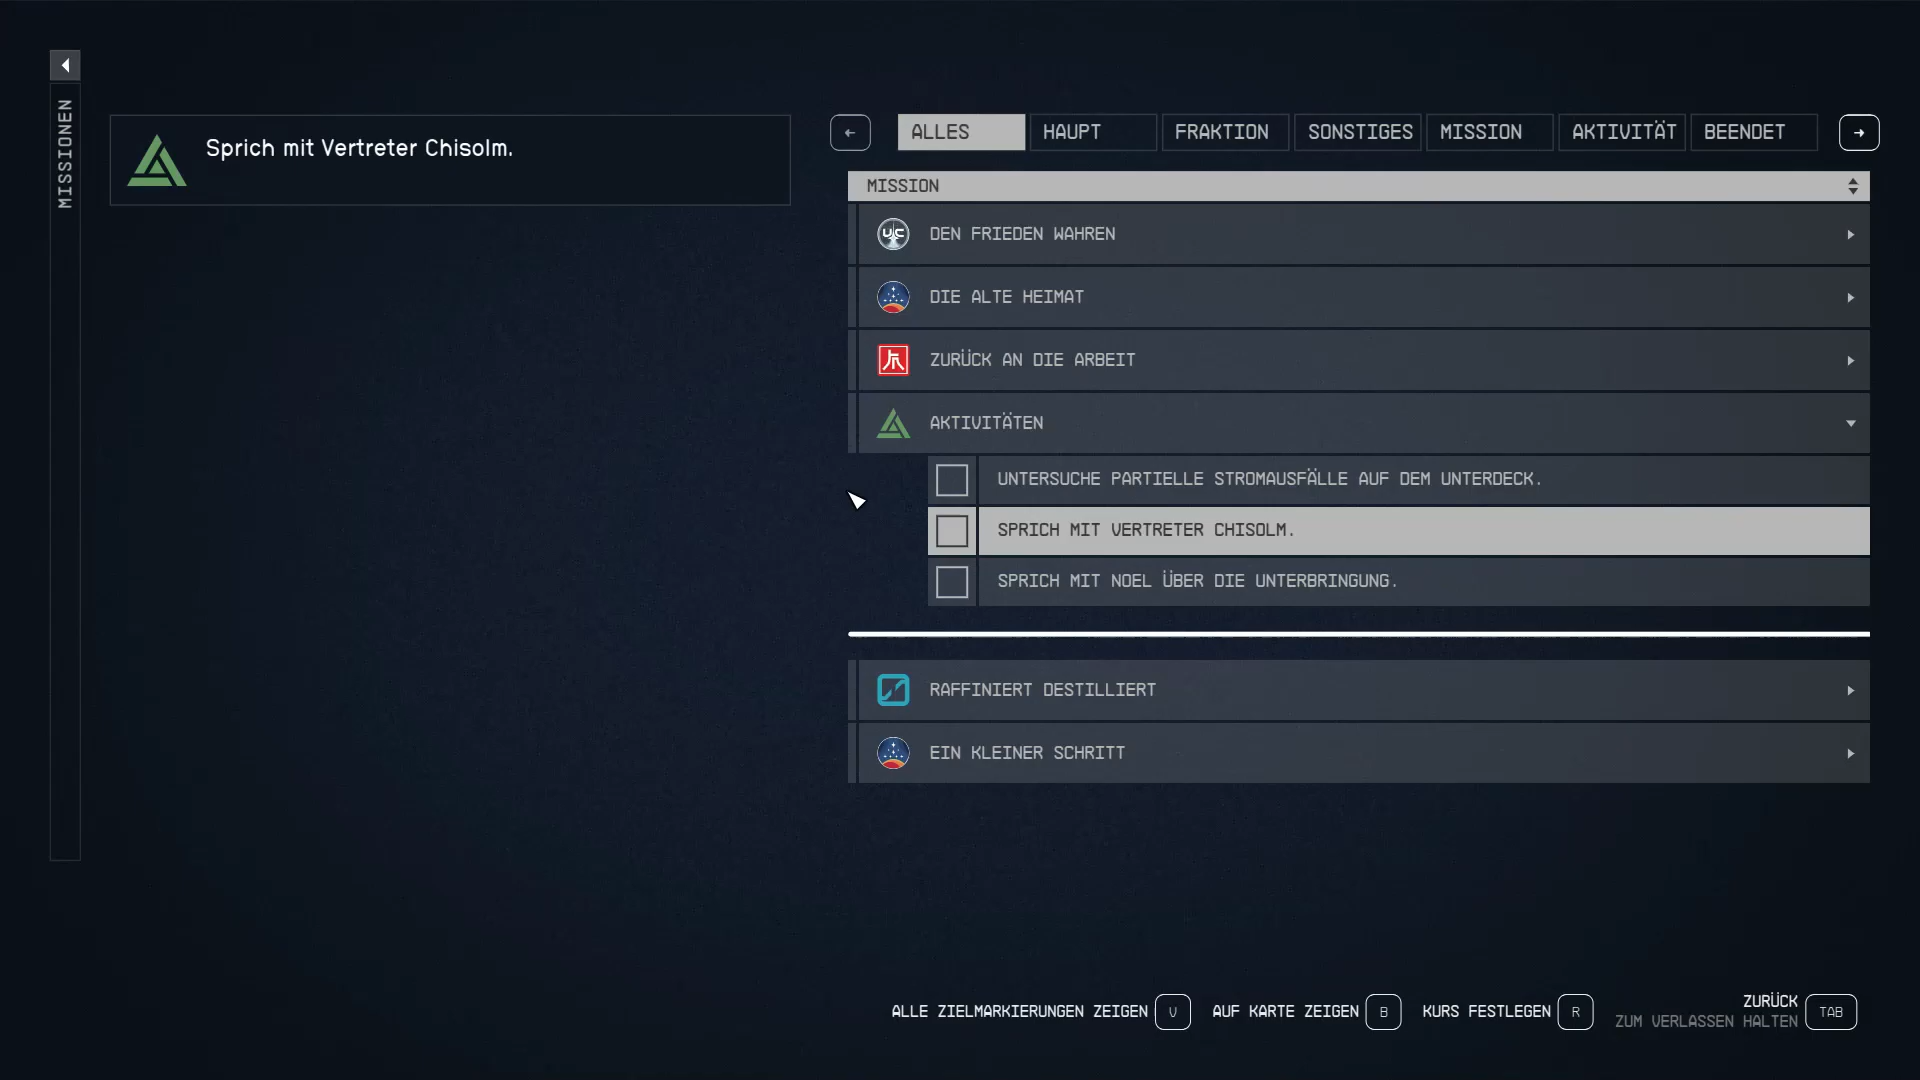 MISSIONEN
Sprich mit Vertreter Chisolm.
ALLES HAUPT FRAKTION SONSTIGES MISSION AKTIVITÄT BEENDET
MISSION
UC DEN FRIEDEN WAHREN
DIE ALTE HEIMAT
ZURÜCK AN DIE ARBEIT
AKTIVITÄTEN
UNTERSUCHE PARTIELLE STROMAUSFÄLLE AUF DEM UNTERDECK.
SPRICH MIT VERTRETER CHISOLM.
SPRICH MIT NOEL ÜBER DIE UNTERBRINGUNG.
RAFFINIERT DESTILLIERT
EIN KLEINER SCHRITT
ALLE ZIELMARKIERUNGEN ZEIGEN V AUF KARTE ZEIGEN B KURS FESTLEGEN R ZURÜCK
ZUM VERLASSEN HALTEN TAB